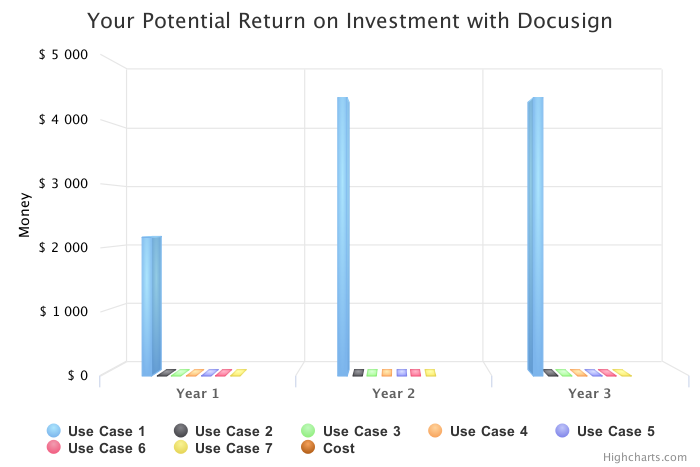 Your Potential Return on Investment with Docusign
$ 5 000
$ 4 000
$ 3 000
$ 2 000
$ 1 000
$ 0
Money
Year 1 Year 2 Year 3
Use Case 1 Use Case 2 Use Case 3 Use Case 4 Use Case 5
Use Case 6 Use Case 7 Cost
Highcharts.com